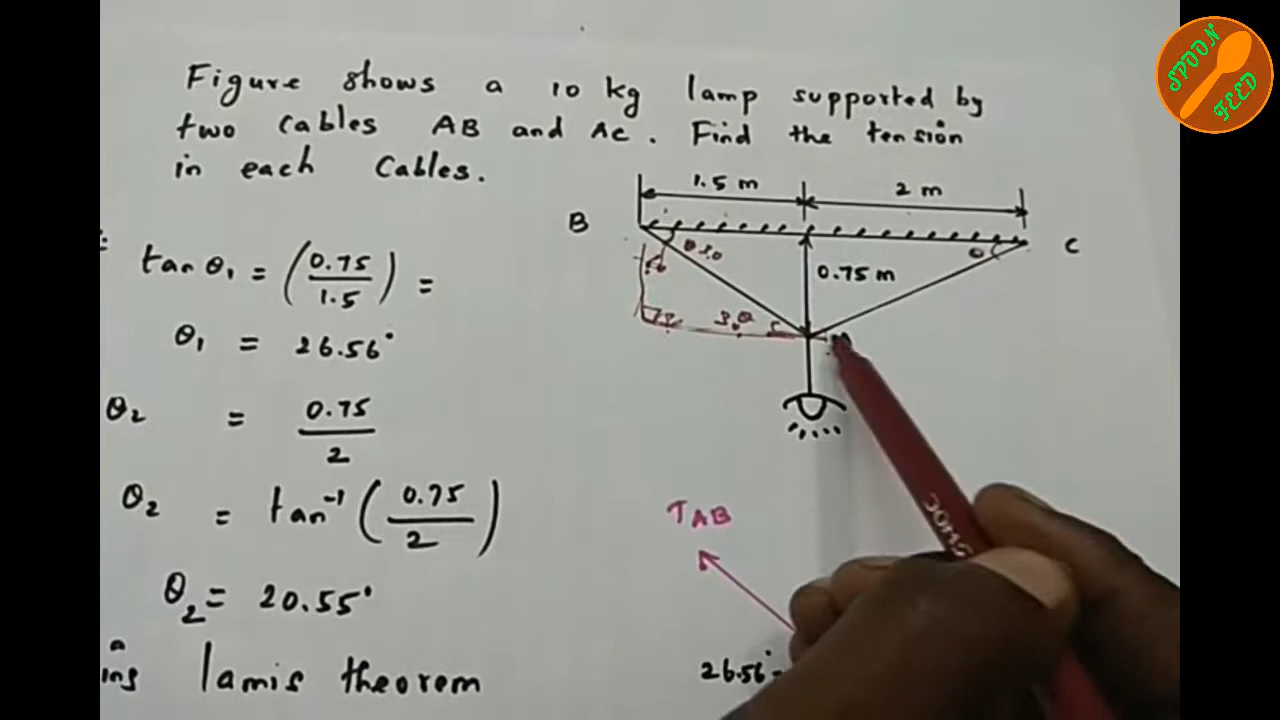 SPOON
FEED
Figure shows a 10 kg lamp supported by
two cables AB and AC. Find the tension
in each Cables.
1.5 m
2 m
B
C
0.75 m
tan θ₁ = (0.75/1.5) =
θ₁ = 26.56°
θ₂ = 0.75/2
θ₂ = tan⁻¹(0.75/2)
θ₂ = 20.55°
lamis theorem
TAB
26.56°